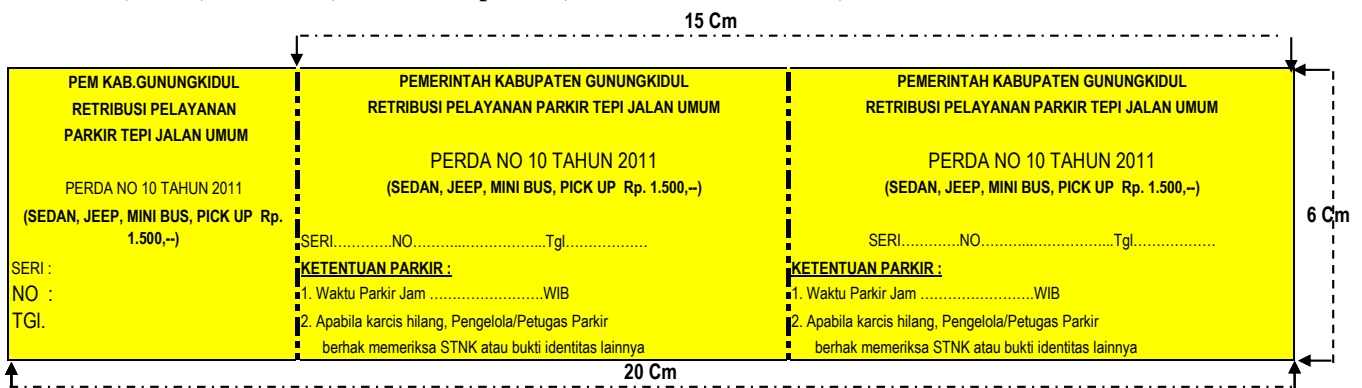 15 Cm
PEM KAB.GUNUNGKIDUL
RETRIBUSI PELAYANAN
PARKIR TEPI JALAN UMUM
PERDA NO 10 TAHUN 2011
(SEDAN, JEEP, MINI BUS, PICK UP Rp.
1.500,--)
SERI :
NO :
TGl.
PEMERINTAH KABUPATEN GUNUNGKIDUL
RETRIBUSI PELAYANAN PARKIR TEPI JALAN UMUM
PERDA NO 10 TAHUN 2011
(SEDAN, JEEP, MINI BUS, PICK UP Rp. 1.500,--)
SERI………….NO………...……………...Tgl………………
KETENTUAN PARKIR :
1. Waktu Parkir Jam …………………….WIB
2. Apabila karcis hilang, Pengelola/Petugas Parkir
berhak memeriksa STNK atau bukti identitas lainnya
PEMERINTAH KABUPATEN GUNUNGKIDUL
RETRIBUSI PELAYANAN PARKIR TEPI JALAN UMUM
PERDA NO 10 TAHUN 2011
(SEDAN, JEEP, MINI BUS, PICK UP Rp. 1.500,--)
SERI………….NO………...……………...Tgl………………
KETENTUAN PARKIR :
1. Waktu Parkir Jam …………………….WIB
2. Apabila karcis hilang, Pengelola/Petugas Parkir
berhak memeriksa STNK atau bukti identitas lainnya
6 Cm
20 Cm